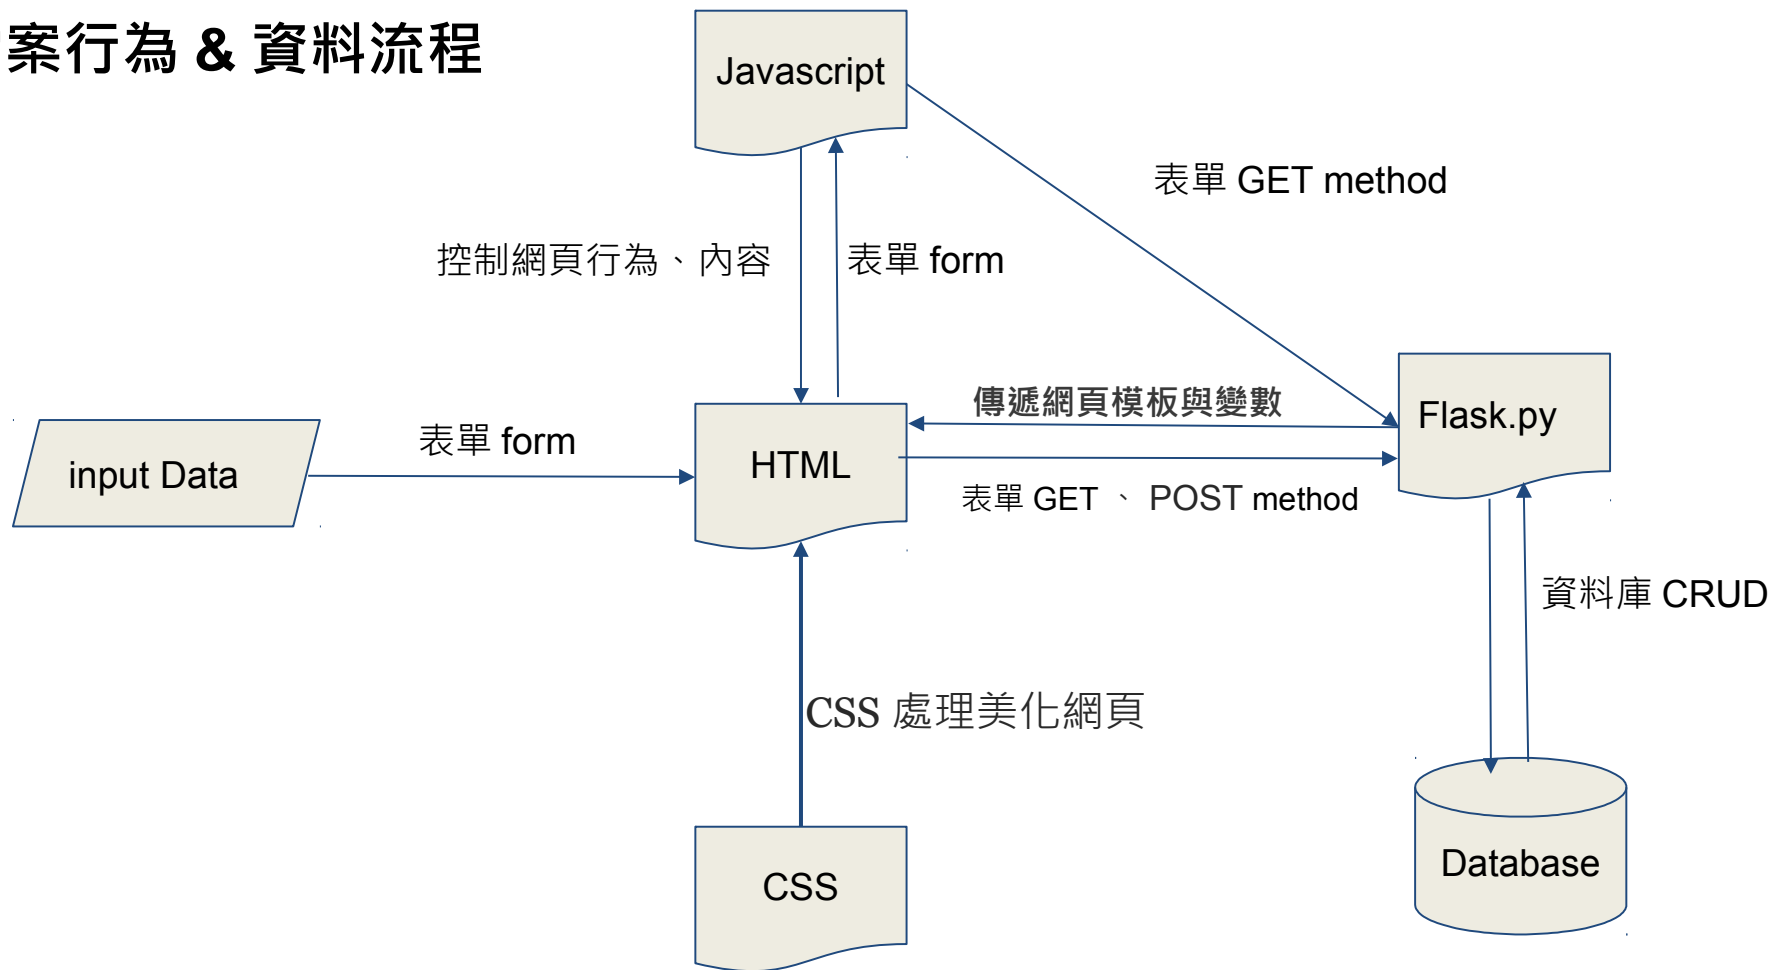 案行為 & 資料流程
Javascript
表單 GET method
控制網頁行為、內容
表單 form
傳遞網頁模板與變數
Flask.py
表單 form
HTML
input Data
表單 GET 、 POST method
資料庫 CRUD
CSS 處理美化網頁
Database
CSS